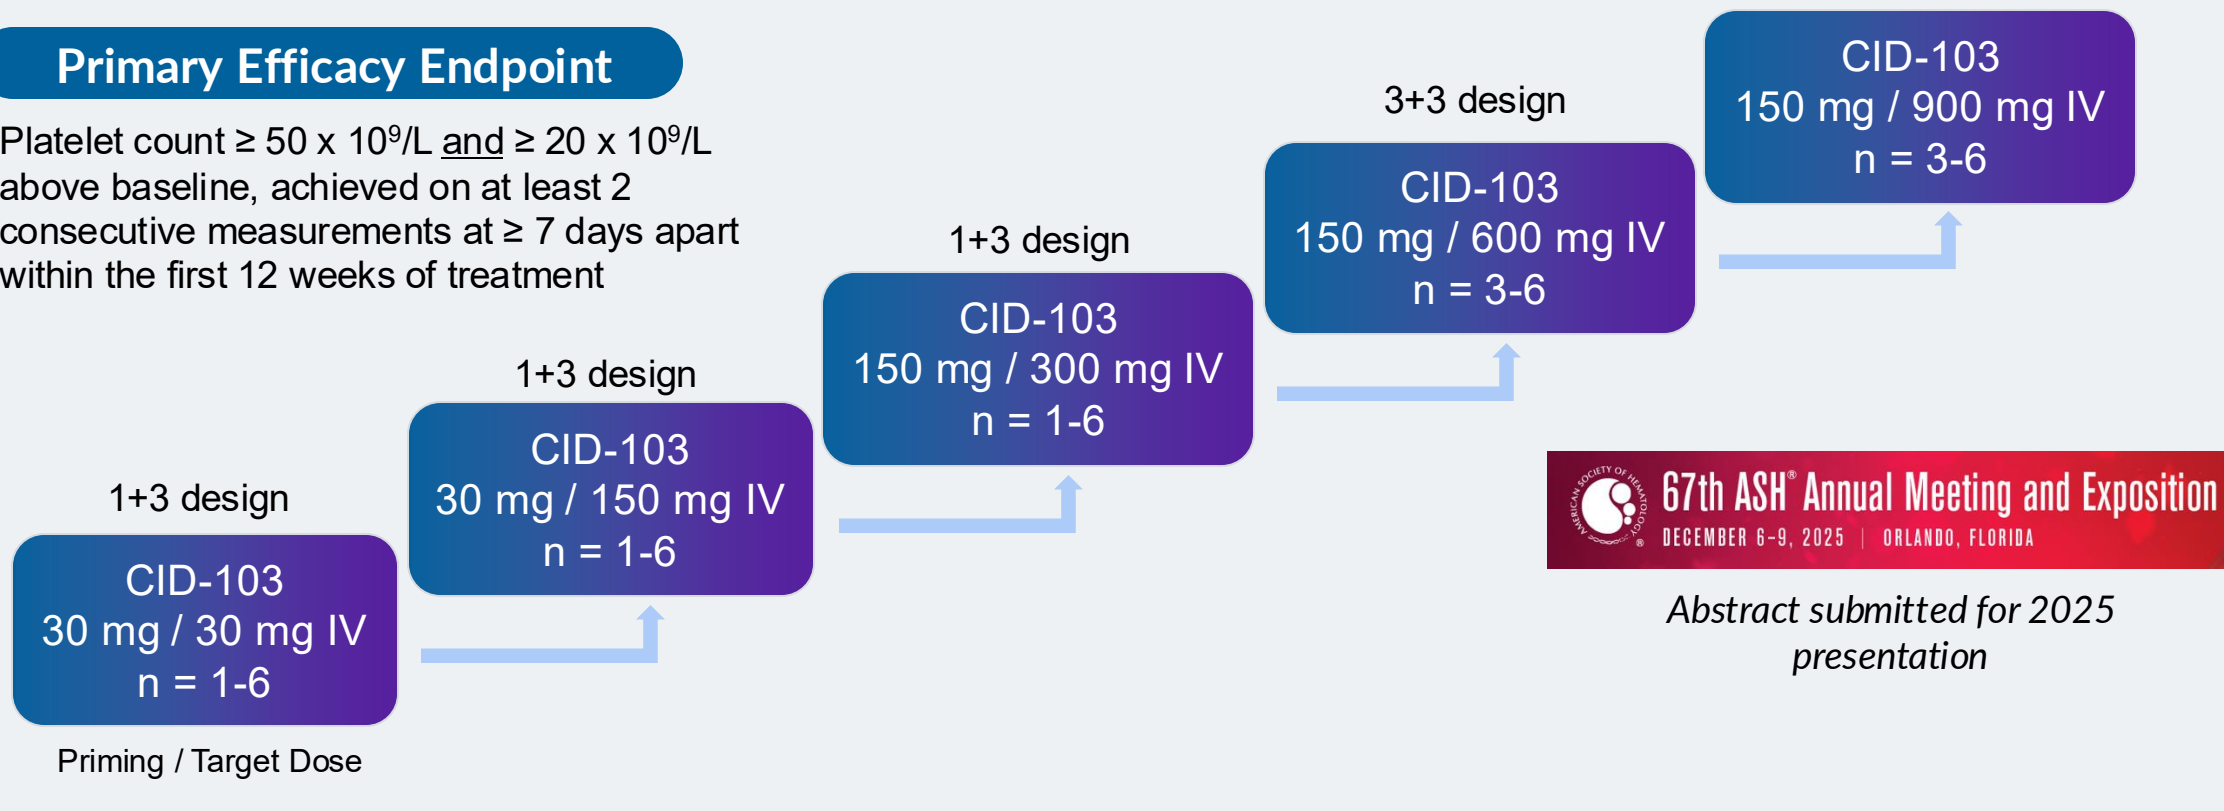 Primary Efficacy Endpoint
Platelet count ≥ 50 x 10⁹/L and ≥ 20 x 10⁹/L
above baseline, achieved on at least 2
consecutive measurements at ≥ 7 days apart
within the first 12 weeks of treatment
1+3 design
CID-103
30 mg / 30 mg IV
n = 1-6
Priming / Target Dose
1+3 design
CID-103
30 mg / 150 mg IV
n = 1-6
1+3 design
CID-103
150 mg / 300 mg IV
n = 1-6
3+3 design
CID-103
150 mg / 600 mg IV
n = 3-6
CID-103
150 mg / 900 mg IV
n = 3-6
AMERICAN SOCIETY OF HEMATOLOGY ®
67th ASH® Annual Meeting and Exposition
DECEMBER 6-9, 2025 | ORLANDO, FLORIDA
Abstract submitted for 2025
presentation